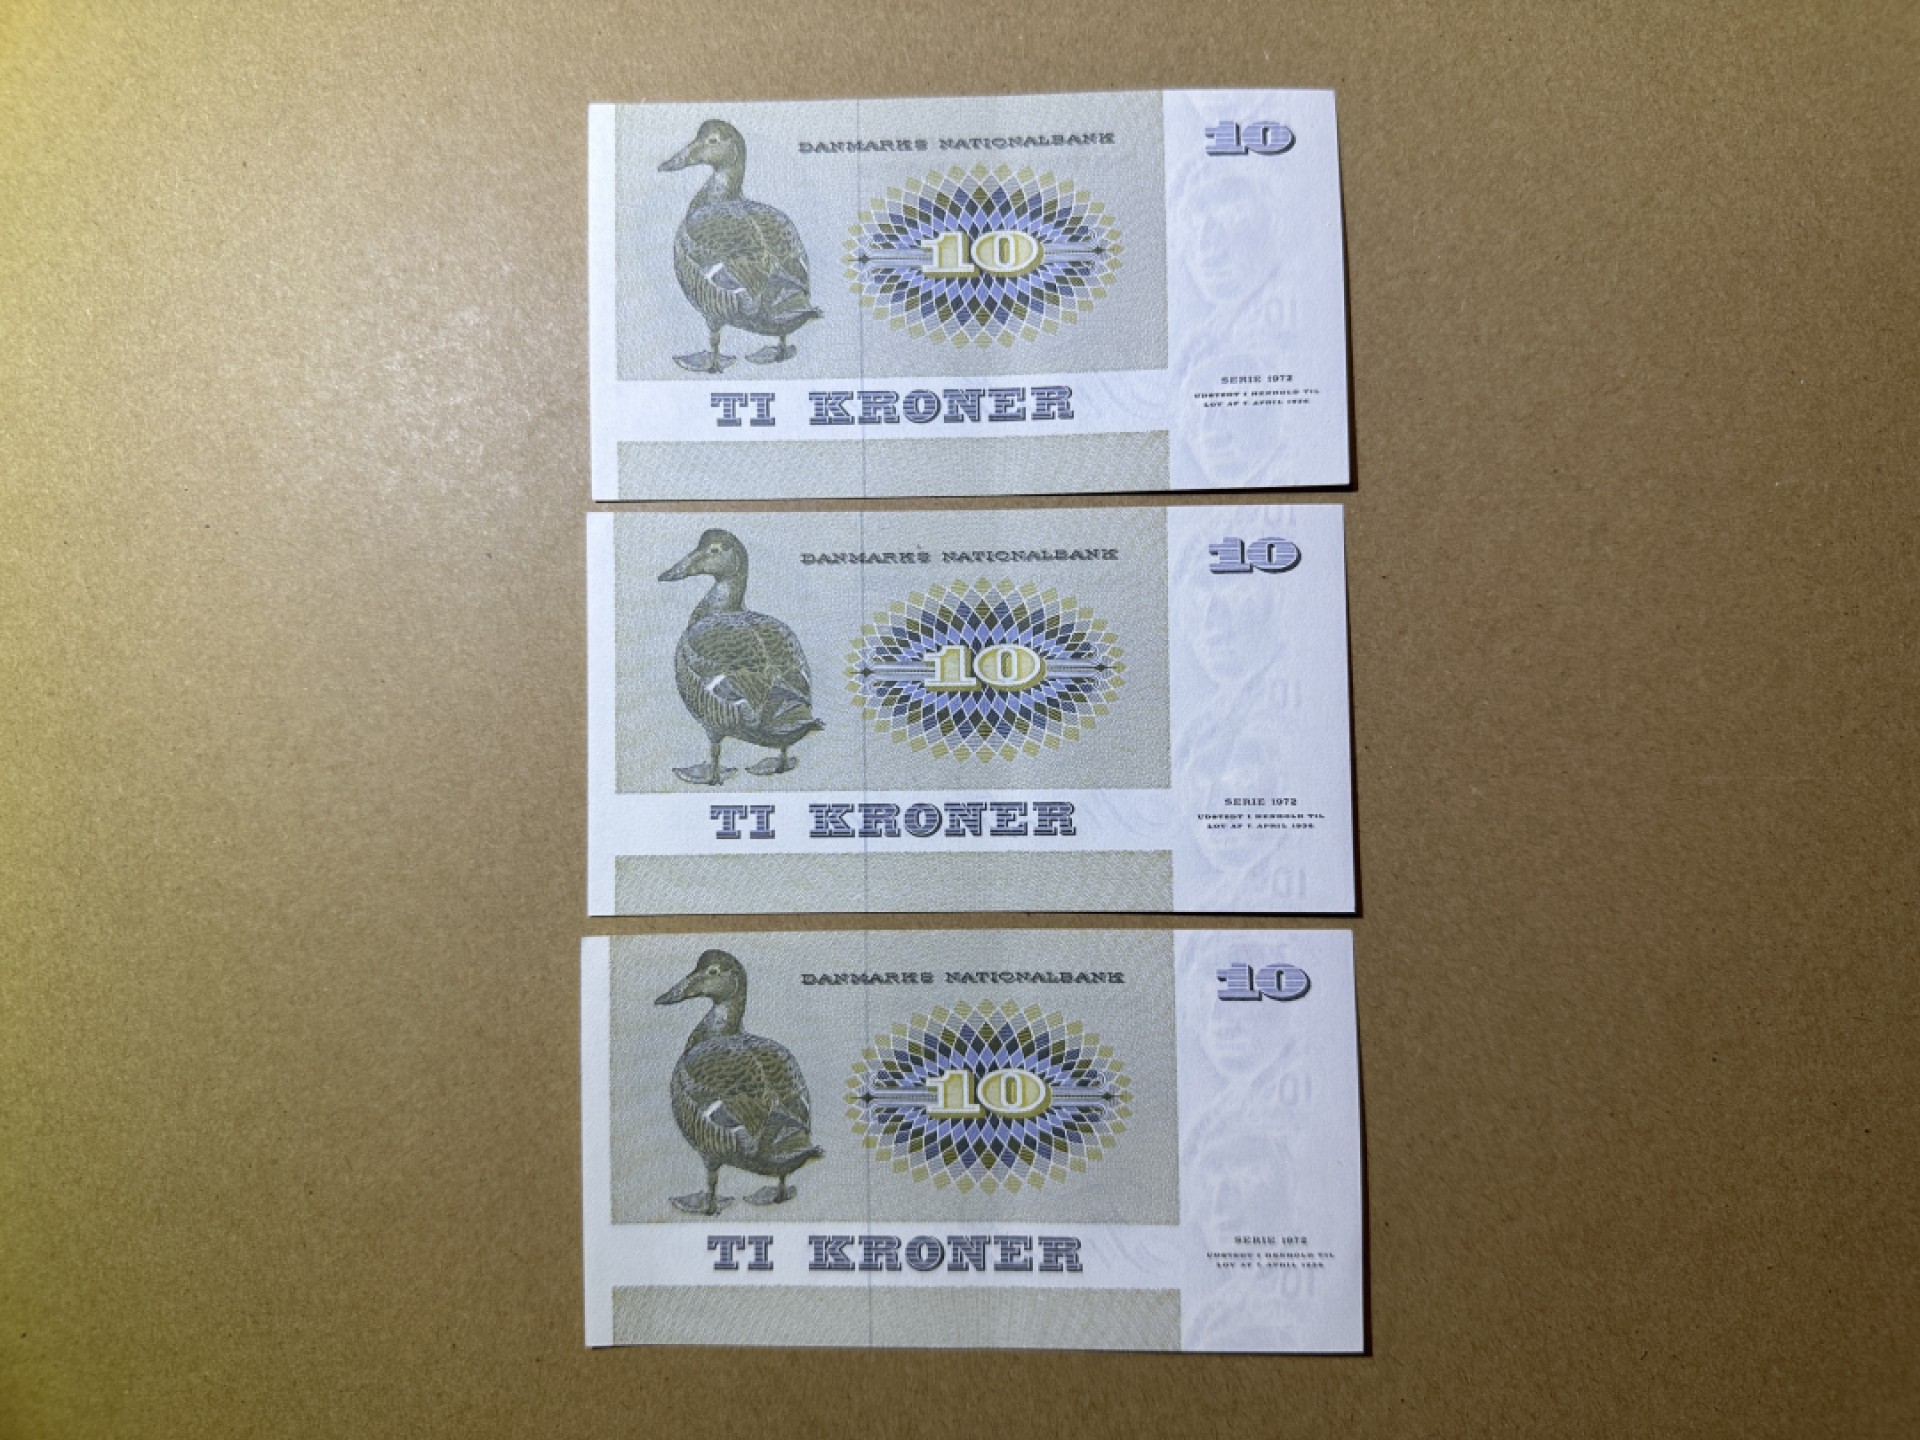 DANMARKS NATIONALBANK
10
10
TI KRONER
SERIE 1972
UDSTEDT I HENHOLD TIL
LOV AF 7. APRIL 1936
DANMARKS NATIONALBANK
10
10
TI KRONER
SERIE 1972
UDSTEDT I HENHOLD TIL
LOV AF 7. APRIL 1936
DANMARKS NATIONALBANK
10
10
TI KRONER
SERIE 1972
UDSTEDT I HENHOLD TIL
LOV AF 7. APRIL 1936